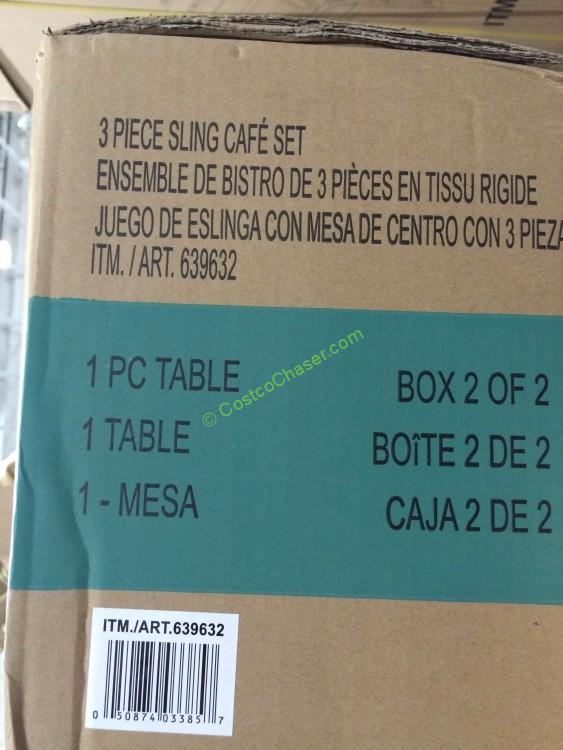 ITM
3 PIECE SLING CAFÉ SET
ENSEMBLE DE BISTRO DE 3 PIÈCES EN TISSU RIGIDE
JUEGO DE ESLINGA CON MESA DE CENTRO CON 3 PIEZA
ITM. / ART. 639632
1 PC TABLE BOX 2 OF 2
1 TABLE BOîTE 2 DE 2
1 - MESA CAJA 2 DE 2
© CostcoChaser.com
ITM./ART.639632
0 50874 03385 7